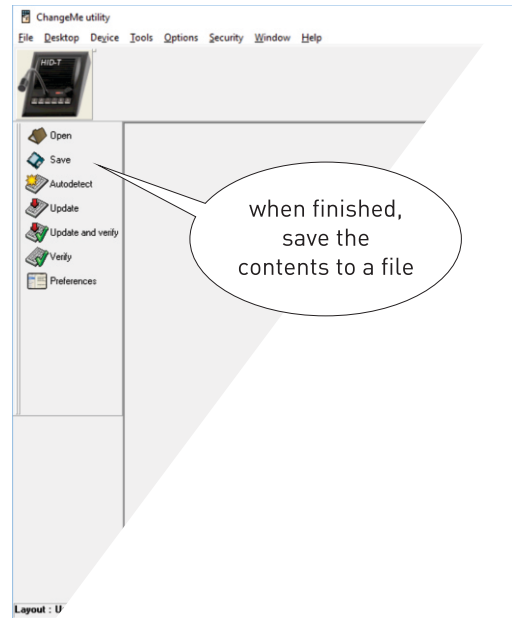 ChangeMe utility
File Desktop Device Tools Options Security Window Help
HID-T
Open
Save
Autodetect
Update
Update and verify
Verify
Preferences
when finished,
save the
contents to a file
Layout : U